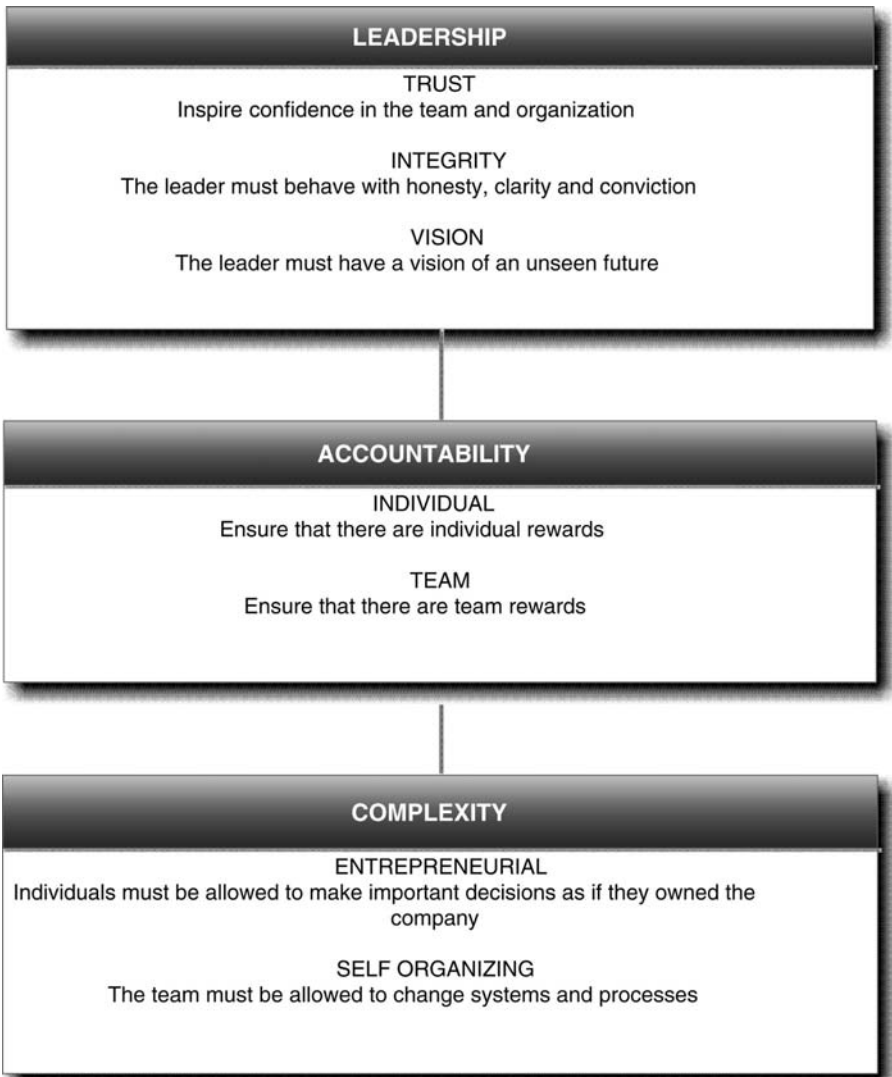 LEADERSHIP
TRUST
Inspire confidence in the team and organization
INTEGRITY
The leader must behave with honesty, clarity and conviction
VISION
The leader must have a vision of an unseen future
ACCOUNTABILITY
INDIVIDUAL
Ensure that there are individual rewards
TEAM
Ensure that there are team rewards
COMPLEXITY
ENTREPRENEURIAL
Individuals must be allowed to make important decisions as if they owned the
company
SELF ORGANIZING
The team must be allowed to change systems and processes